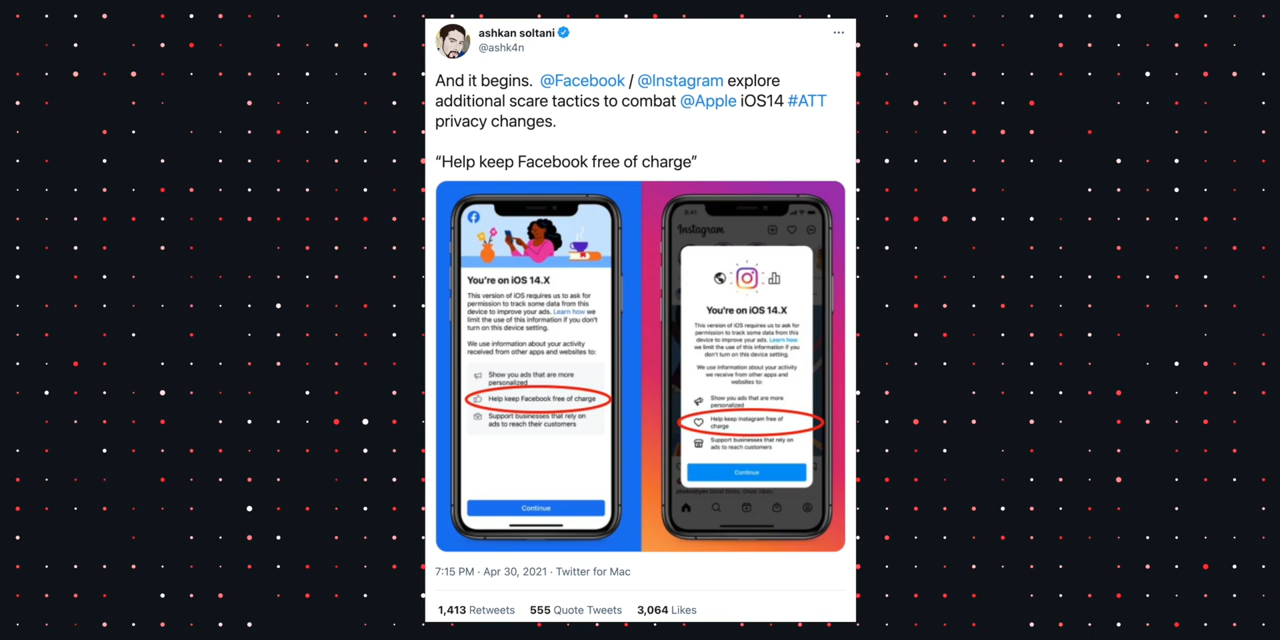 ashkan soltani
@ashk4n
And it begins. @Facebook / @Instagram explore
additional scare tactics to combat @Apple iOS14 #ATT
privacy changes.
“Help keep Facebook free of charge”
You're on iOS 14.X
This version of iOS requires us to ask for
permission to track some data from this
device to improve your ads. Learn how we
limit the use of this information if you don't
turn on this device setting.
We use information about your activity
received from other apps and websites to:
Show you ads that are more
personalized
Help keep Facebook free of charge
Support businesses that rely on
ads to reach their customers
Continue
9:41
Instagram
You're on iOS 14.X
This version of iOS requires us to ask for
permission to track some data from this
device to improve your ads. Learn how
we limit the use of this information if you
don't turn on this device setting.
We use information about your activity
we receive from other apps and
websites to:
Show you ads that are more
personalized
Help keep Instagram free of
charge
Support businesses that rely on
ads to reach customers
Continue
7:15 PM · Apr 30, 2021 · Twitter for Mac
1,413 Retweets 555 Quote Tweets 3,064 Likes